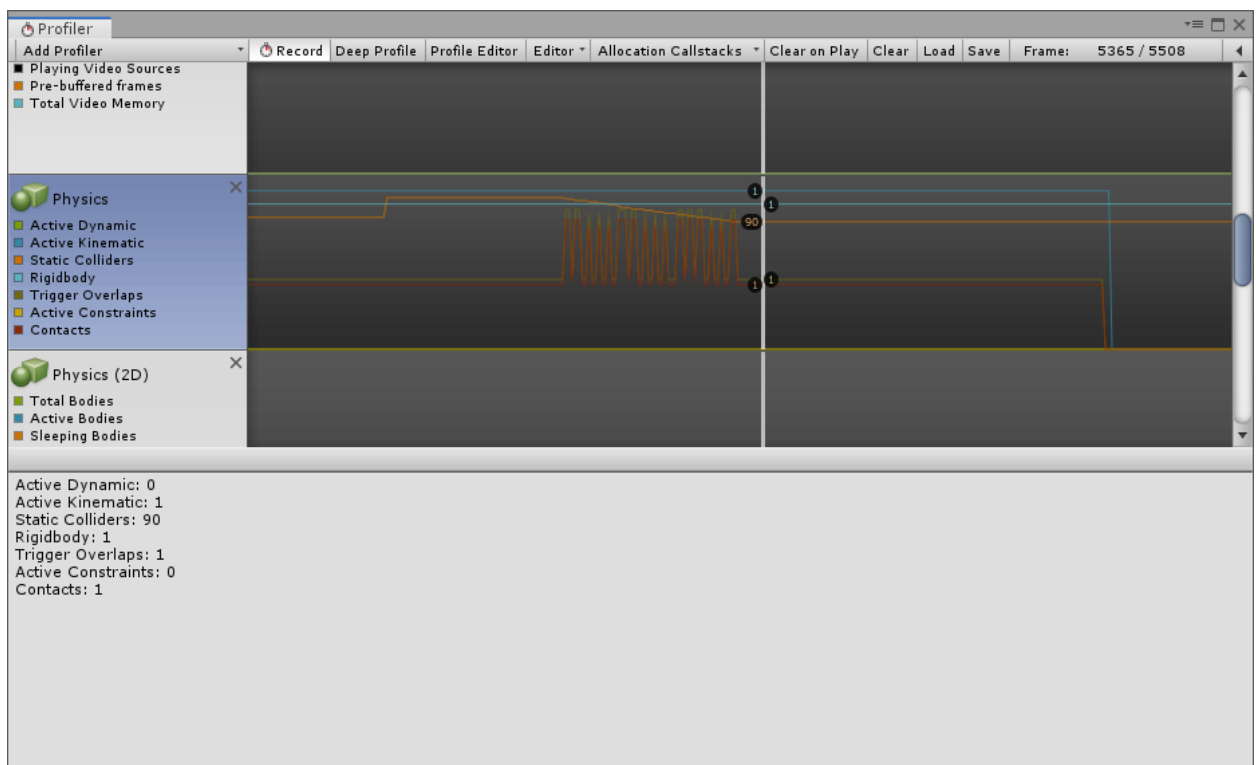 Profiler
Add Profiler Record Deep Profile Profile Editor Editor Allocation Callstacks Clear on Play Clear Load Save Frame: 5365 / 5508
Playing Video Sources
Pre-buffered frames
Total Video Memory
Physics
Active Dynamic
Active Kinematic
Static Colliders
Rigidbody
Trigger Overlaps
Active Constraints
Contacts
1
1
90
1
1
Physics (2D)
Total Bodies
Active Bodies
Sleeping Bodies
Active Dynamic: 0
Active Kinematic: 1
Static Colliders: 90
Rigidbody: 1
Trigger Overlaps: 1
Active Constraints: 0
Contacts: 1